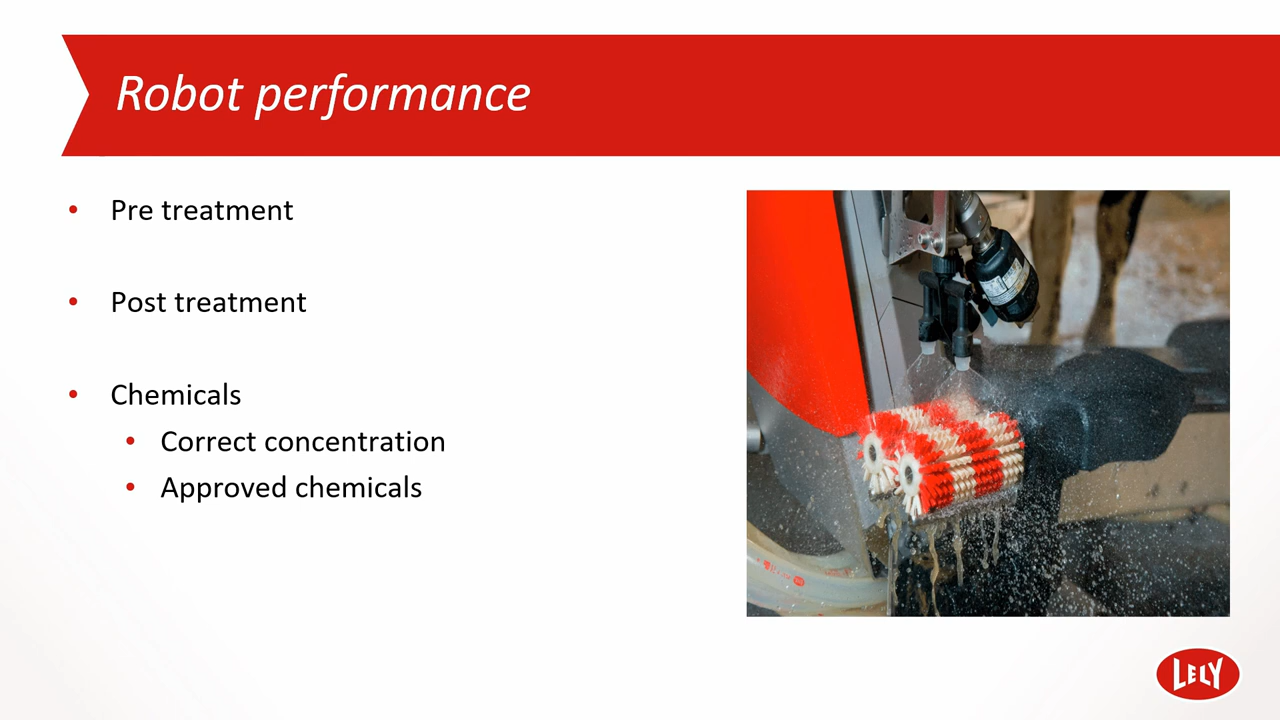 Robot performance
• Pre treatment
• Post treatment
• Chemicals
• Correct concentration
• Approved chemicals
LELY